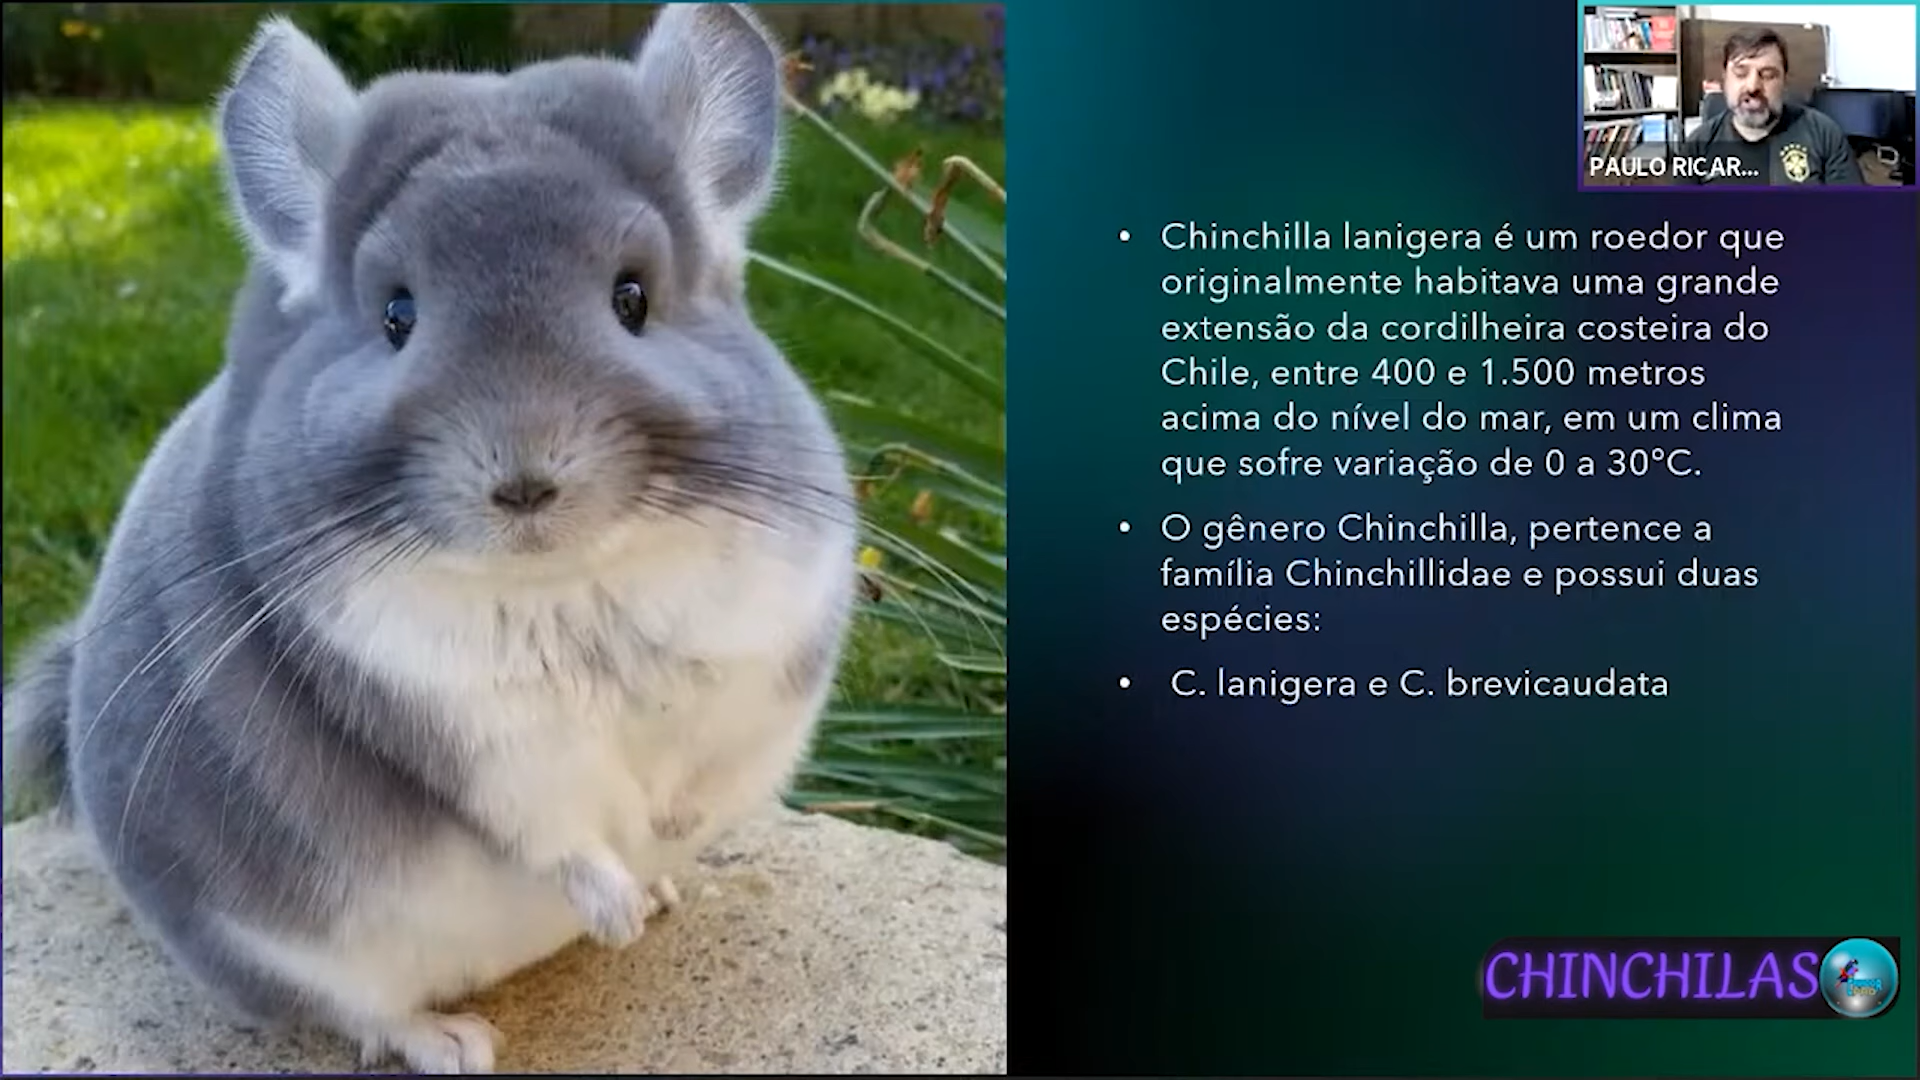 PAULO RICAR...
• Chinchilla lanigera é um roedor que
originalmente habitava uma grande
extensão da cordilheira costeira do
Chile, entre 400 e 1.500 metros
acima do nível do mar, em um clima
que sofre variação de 0 a 30°C.
• O gênero Chinchilla, pertence a
família Chinchillidae e possui duas
espécies:
• C. lanigera e C. brevicaudata
CHINCHILAS